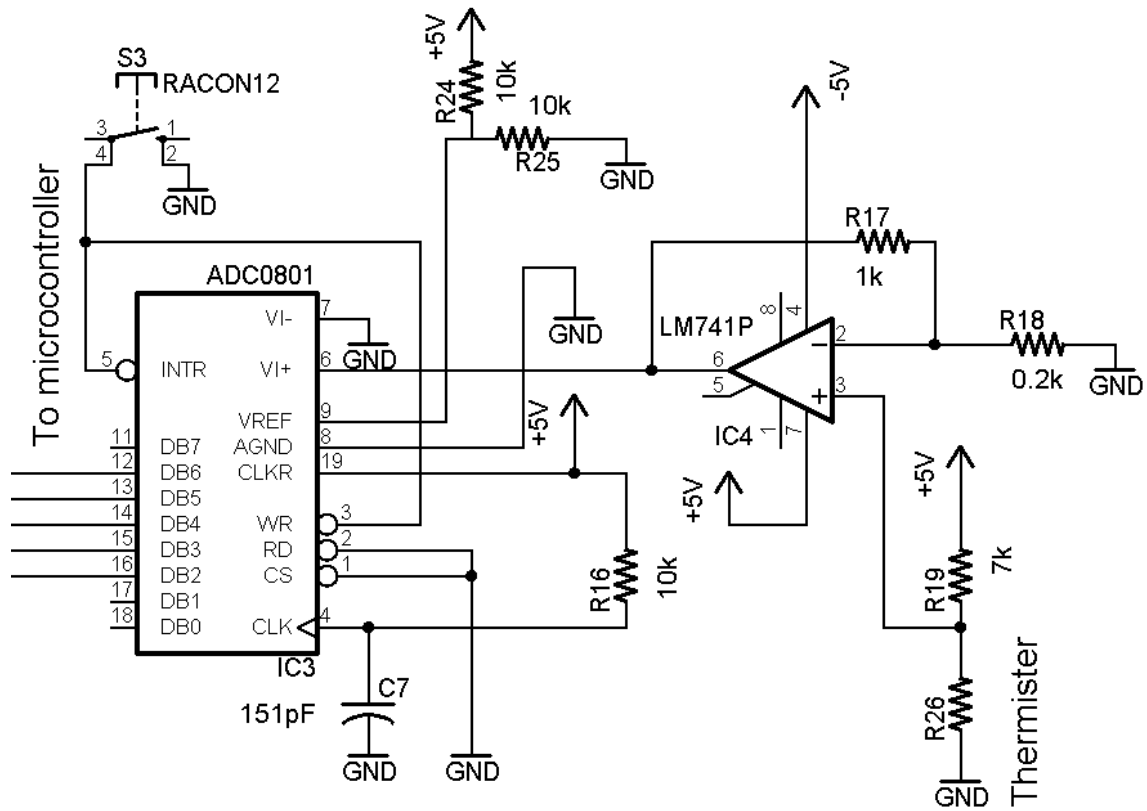 S3
RACON12
3
1
4
2
GND
To microcontroller
+5V
R24
10k
10k
R25
GND
-5V
R17
1k
ADC0801
VI-
7
GND
GND
LM741P
8
4
5
INTR
VI+
6
6
2
R18
0.2k
GND
5
3
VREF
9
+5V
IC4
1
7
11
DB7
AGND
8
12
DB6
CLKR
19
13
DB5
14
DB4
WR
3
15
DB3
RD
2
16
DB2
CS
1
17
DB1
18
DB0
CLK
4
R16
10k
+5V
+5V
R19
7k
IC3
C7
151pF
GND
GND
R26
GND
Thermister
−
+